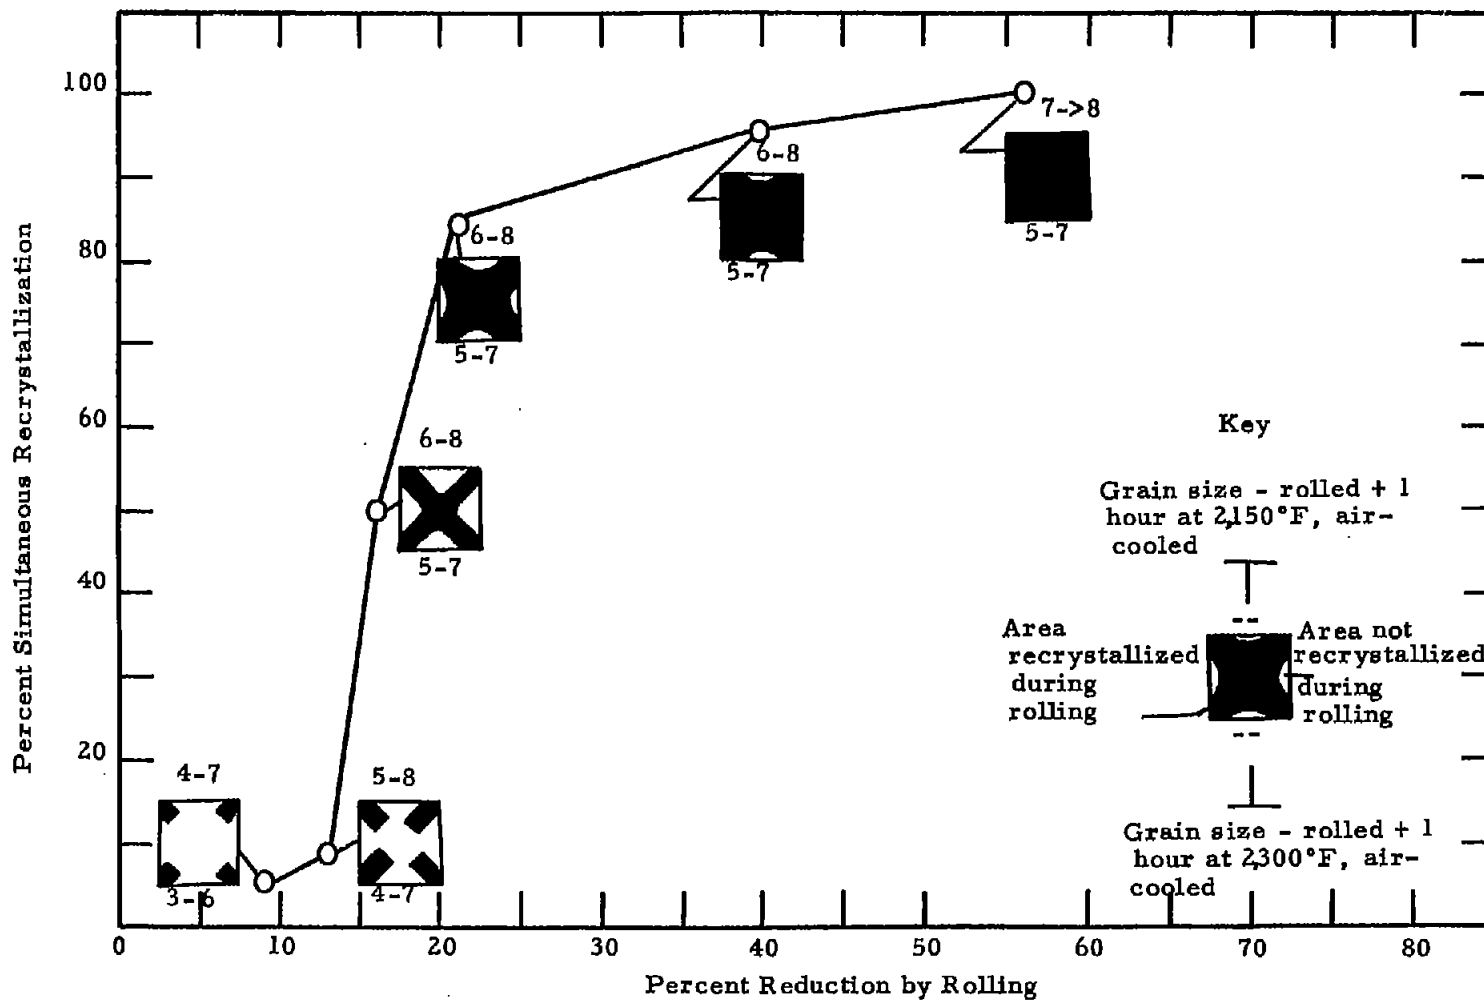 100
80
60
40
20
Percent Simultaneous Recrystallization
7->8
5-7
6-8
5-7
6-8
5-7
6-8
5-7
4-7
3-6
5-8
4-7
Key
Grain size - rolled + 1
hour at 2,150°F, air-
cooled
--
Area
recrystallized
during
rolling
Area not
recrystallized
during
rolling
--
Grain size - rolled + 1
hour at 2,300°F, air-
cooled
0 10 20 30 40 50 60 70 80
Percent Reduction by Rolling